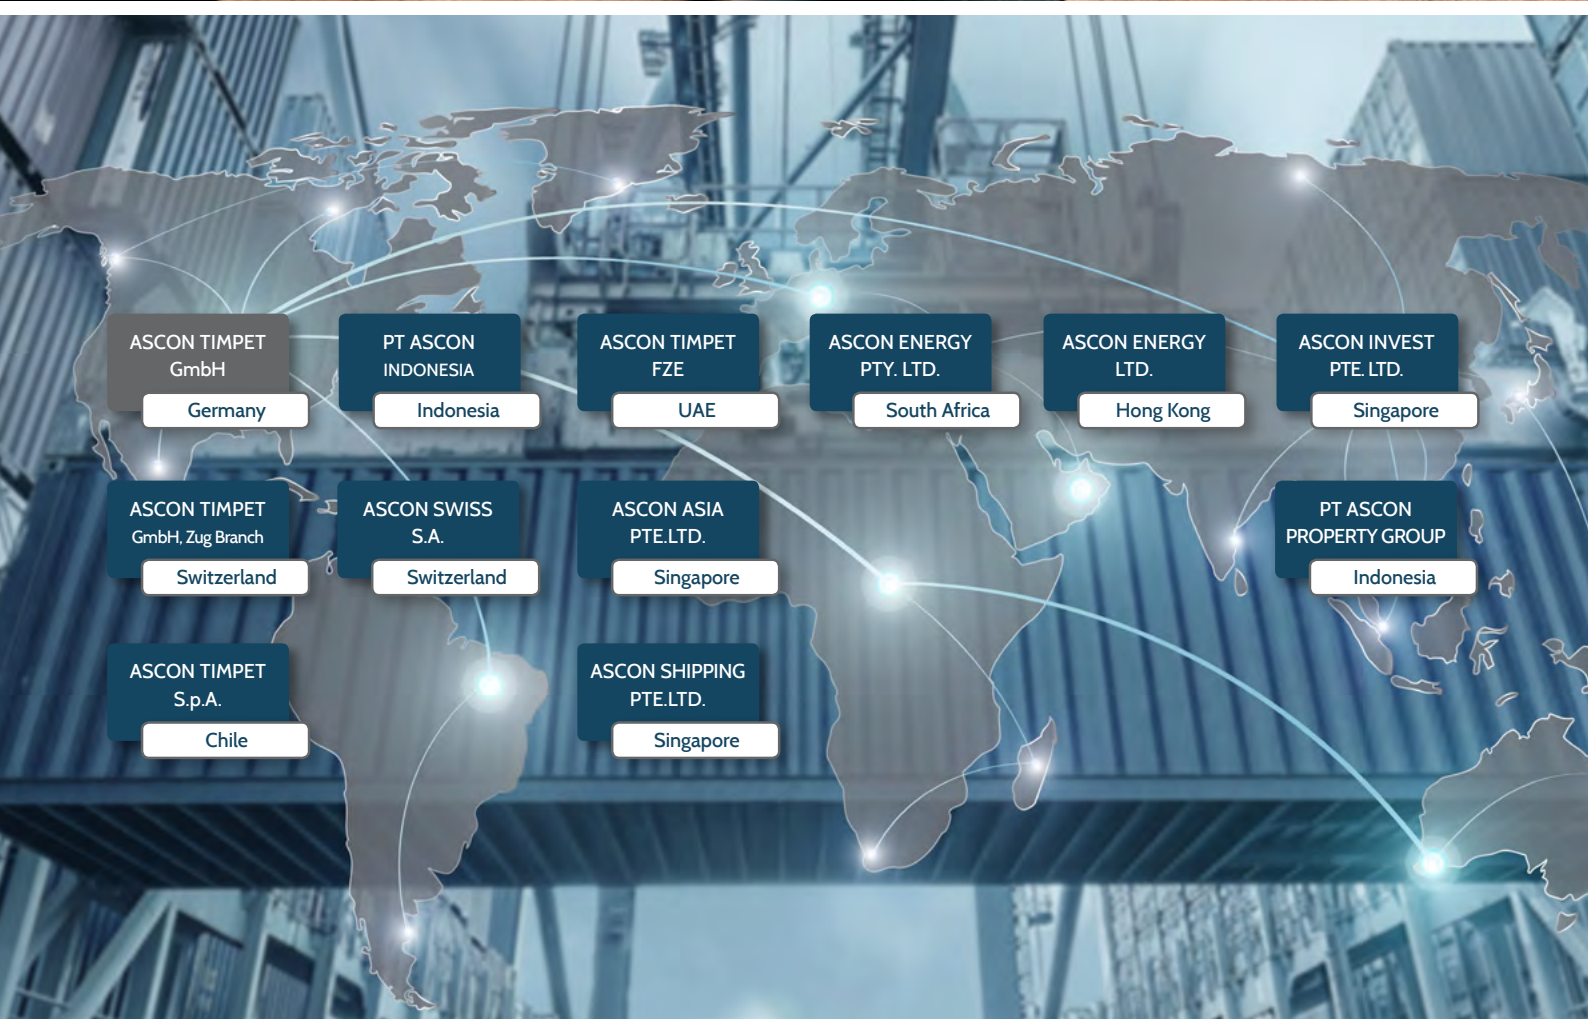 ASCON TIMPET
GmbH
Germany
PT ASCON
INDONESIA
Indonesia
ASCON TIMPET
FZE
UAE
ASCON ENERGY
PTY. LTD.
South Africa
ASCON ENERGY
LTD.
Hong Kong
ASCON INVEST
PTE. LTD.
Singapore
ASCON TIMPET
GmbH, Zug Branch
Switzerland
ASCON SWISS
S.A.
Switzerland
ASCON ASIA
PTE.LTD.
Singapore
PT ASCON
PROPERTY GROUP
Indonesia
ASCON TIMPET
S.p.A.
Chile
ASCON SHIPPING
PTE.LTD.
Singapore